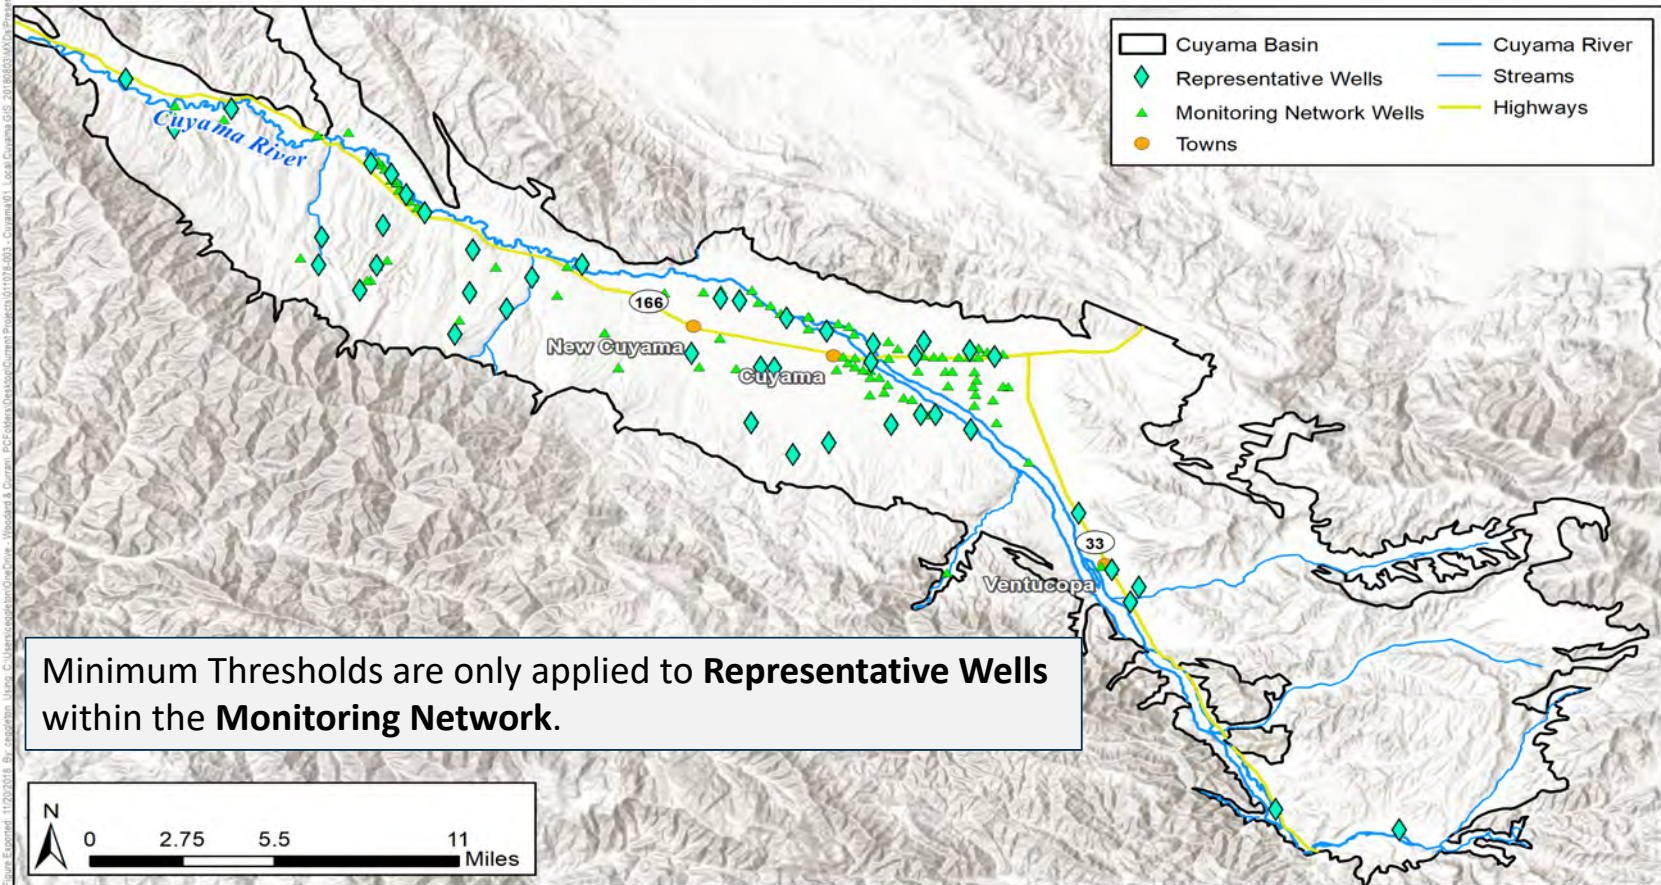 Cuyama Basin
Representative Wells
Monitoring Network Wells
Towns
Cuyama River
Streams
Highways
Cuyama River
166
New Cuyama
Cuyama
33
Ventucopa
Minimum Thresholds are only applied to Representative Wells
within the Monitoring Network.
N
0 2.75 5.5 11
Miles